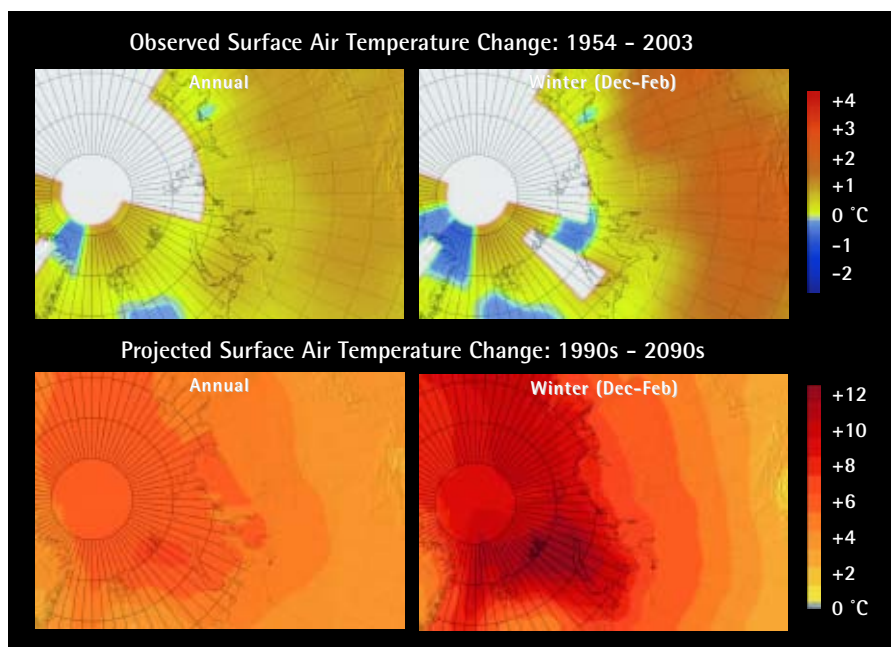 Observed Surface Air Temperature Change: 1954 - 2003
Annual
Winter (Dec-Feb)
+4
+3
+2
+1
0 ˚C
-1
-2
Projected Surface Air Temperature Change: 1990s - 2090s
Annual
Winter (Dec-Feb)
+12
+10
+8
+6
+4
+2
0 ˚C